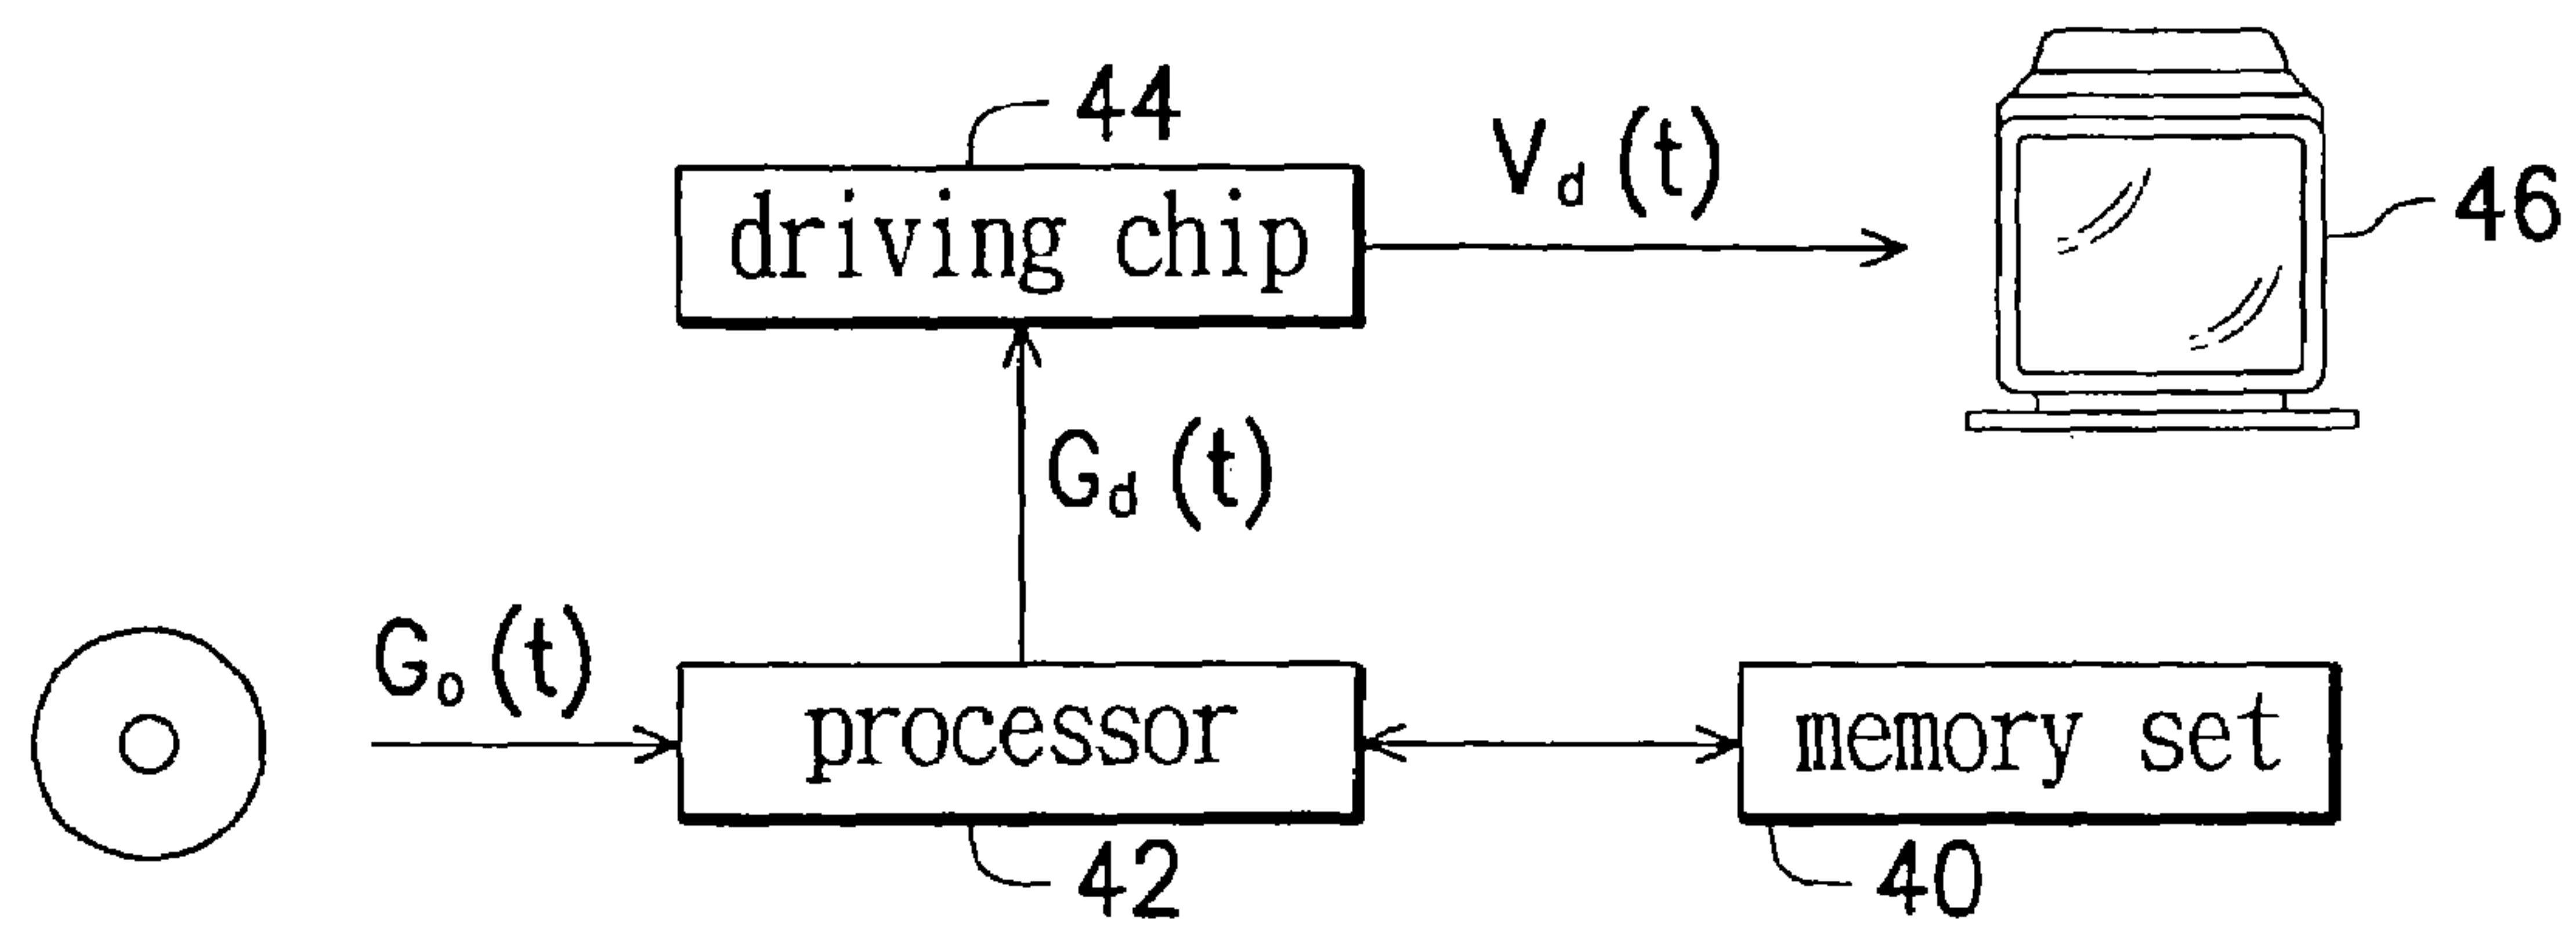 44
driving chip
Vd (t)
46
Gd (t)
Go (t)
processor
memory set
42
40